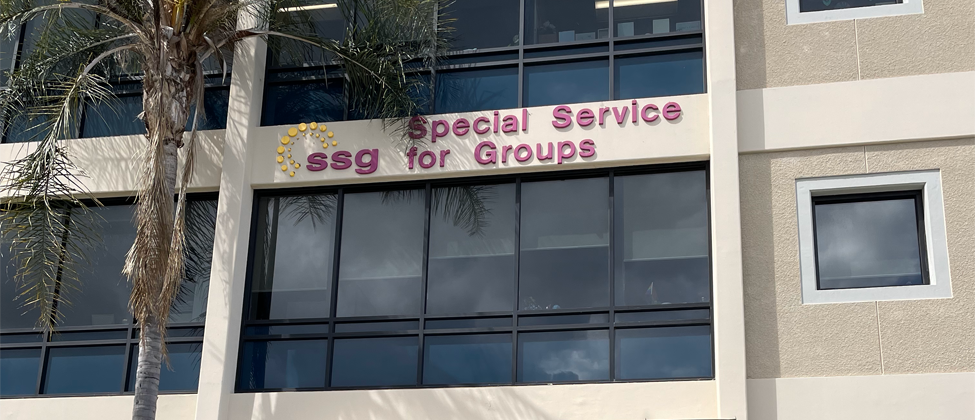 ssg Special Service
for Groups